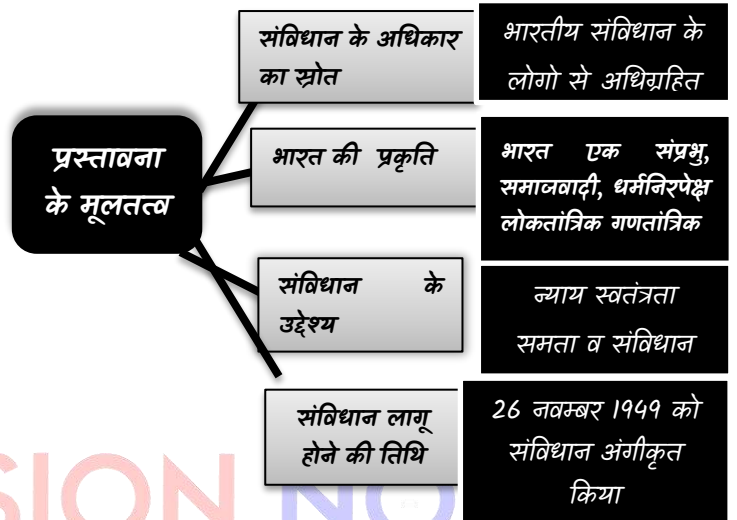 संविधान के अधिकार
का स्रोत
भारतीय संविधान के
लोगो से अधिग्रहित
प्रस्तावना
के मूलतत्व
भारत की प्रकृति
भारत एक संप्रभु,
समाजवादी, धर्मनिरपेक्ष
लोकतांत्रिक गणतांत्रिक
संविधान के
उद्देश्य
न्याय स्वतंत्रता
समता व संविधान
संविधान लागू
होने की तिथि
26 नवम्बर 1949 को
संविधान अंगीकृत
किया
SION NO